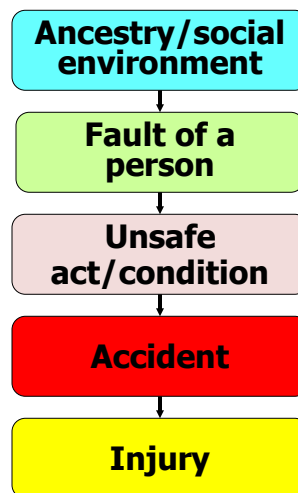 Ancestry/social
environment
Fault of a
person
Unsafe
act/condition
Accident
Injury